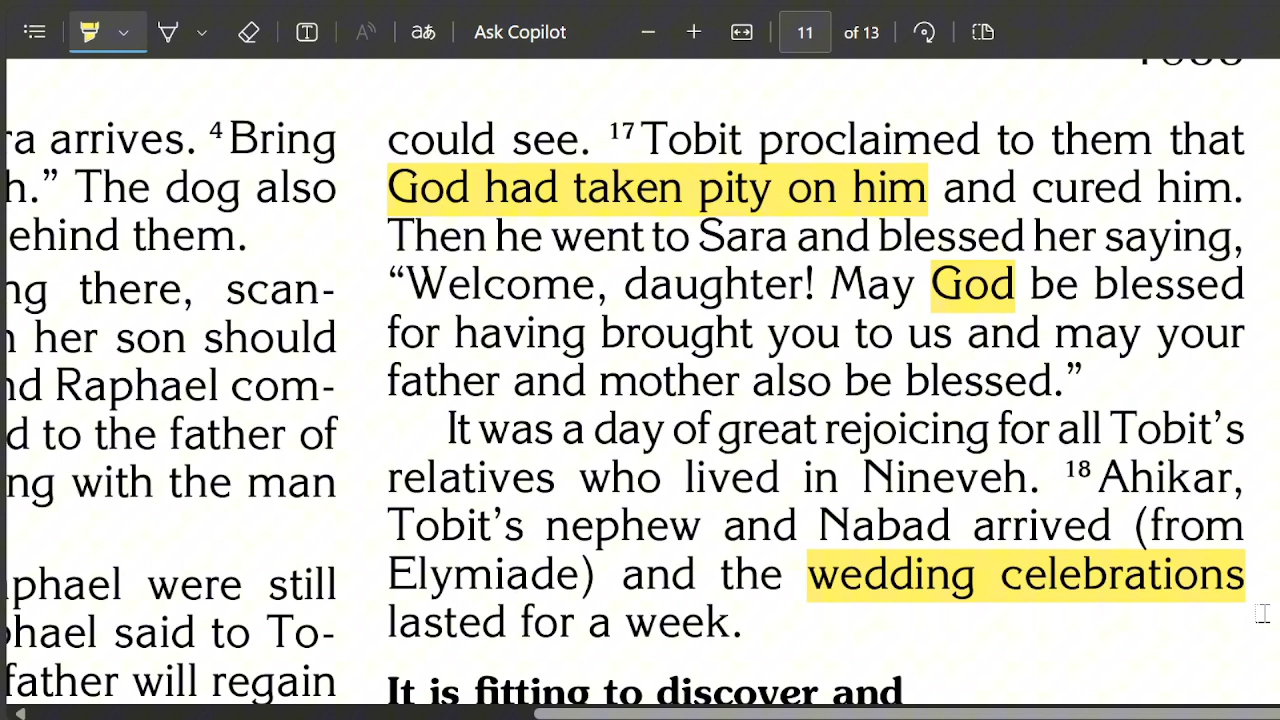 Ask Copilot
11 of 13
ra arrives. 4 Bring
h.” The dog also
ehind them.
ng there, scan-
her son should
nd Raphael com-
d to the father of
ng with the man
phael were still
phael said to To-
father will regain
could see. 17 Tobit proclaimed to them that
God had taken pity on him and cured him.
Then he went to Sara and blessed her saying,
“Welcome, daughter! May God be blessed
for having brought you to us and may your
father and mother also be blessed.”
It was a day of great rejoicing for all Tobit’s
relatives who lived in Nineveh. 18 Ahikar,
Tobit’s nephew and Nabad arrived (from
Elymiade) and the wedding celebrations
lasted for a week.
It is fitting to discover and